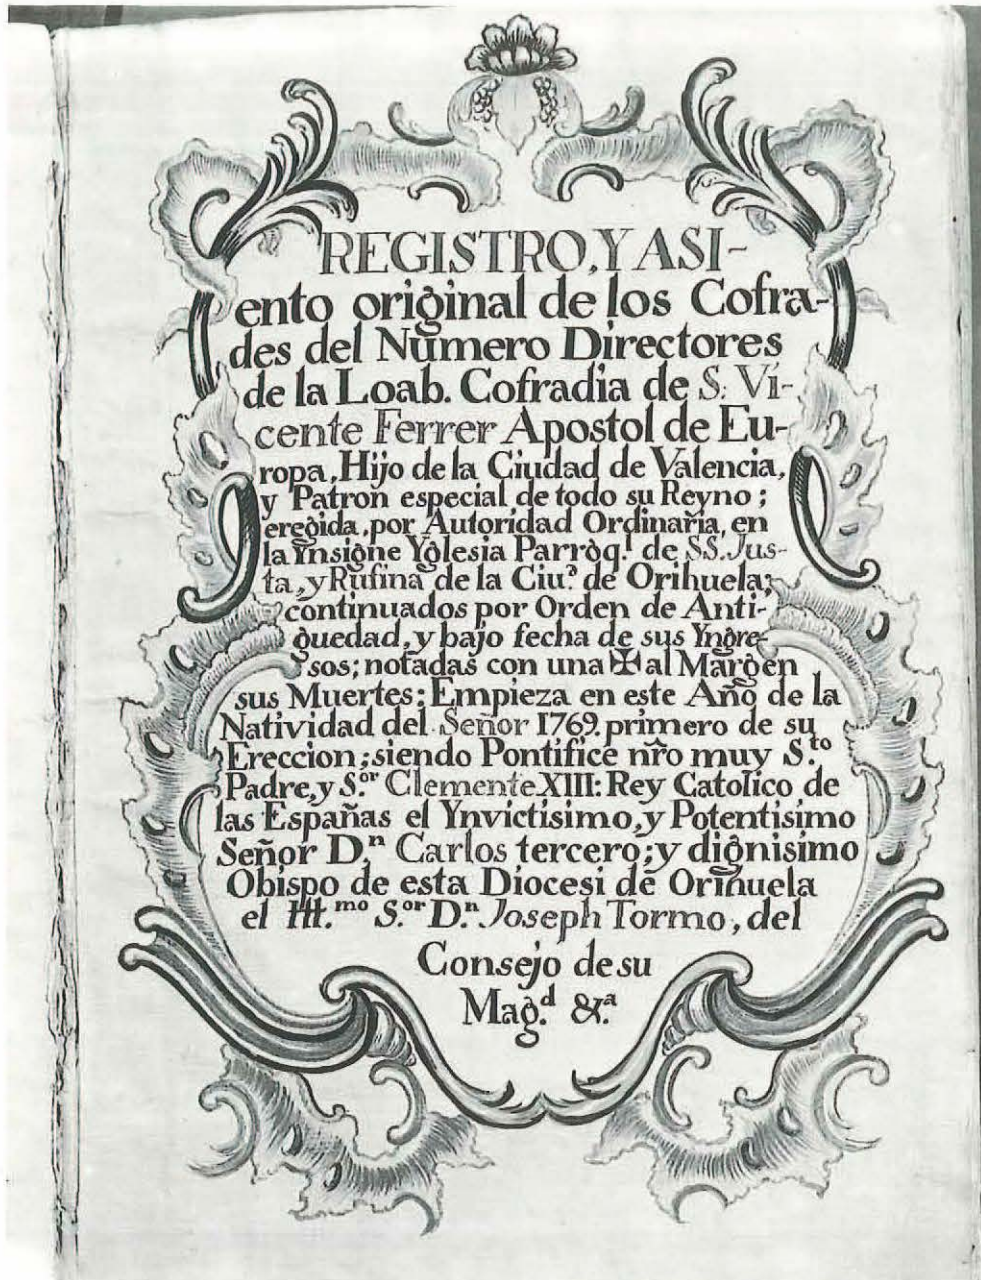 REGISTRO, Y ASI-
ento original de los Cofra-
des del Número Directores
de la Loab. Cofradia de S. Vi-
cente Ferrer Apostol de Eu-
ropa, Hijo de la Ciudad de Valencia,
y Patron especial de todo su Reyno;
eregida, por Autoridad Ordinaria, en
la Ynsigne Yglesia Parròq.l de SS. Jus-
ta, y Rufina de la Ciu.d de Orihuela;
continuados por Orden de Anti-
guedad, y bajo fecha de sus Yngre-
sos; notadas con una ✠ al Margen
sus Muertes: Empieza en este Año de la
Natividad del Señor 1769. primero de su
Ereccion; siendo Pontifice nr̃o muy S.to
Padre, y S.or Clemente XIII: Rey Catolico de
las Españas el Ynvictisimo, y Potentisimo
Señor D.n Carlos tercero; y dignisimo
Obispo de esta Diocesi de Orihuela
el Ill.mo S.or D.n Joseph Tormo, del
Consejo de su
Mag.d &.a